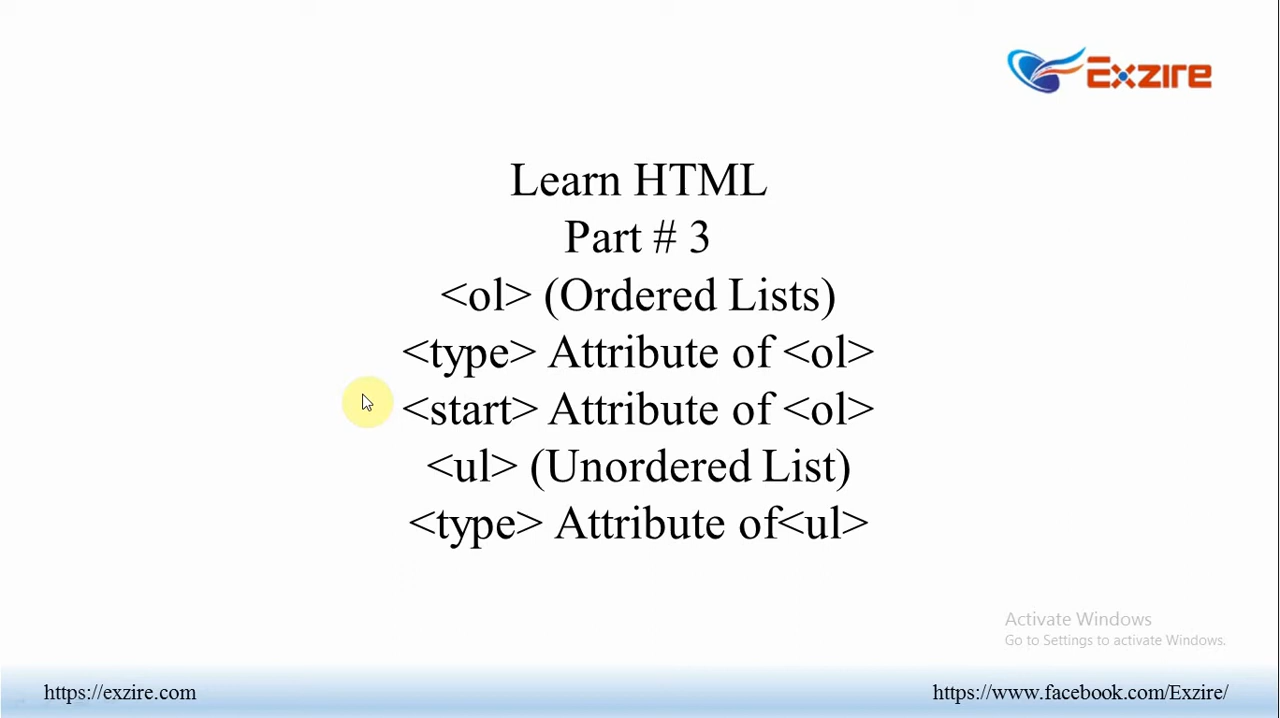 Exzire
Learn HTML
Part # 3
<ol> (Ordered Lists)
<type> Attribute of <ol>
<start> Attribute of <ol>
<ul> (Unordered List)
<type> Attribute of<ul>
Activate Windows
Go to Settings to activate Windows.
https://exzire.com
https://www.facebook.com/Exzire/